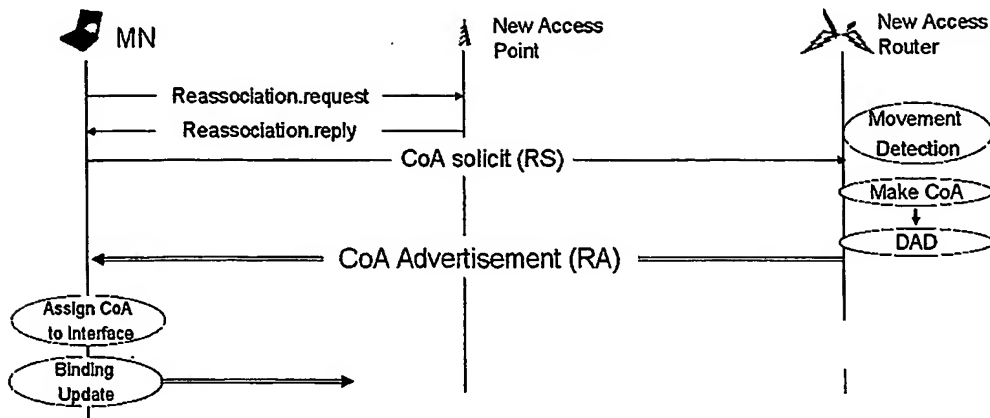 MN
New Access
Point
New Access
Router
Reassociation.request
Reassociation.reply
Movement
Detection
CoA solicit (RS)
Make CoA
DAD
CoA Advertisement (RA)
Assign CoA
to Interface
Binding
Update